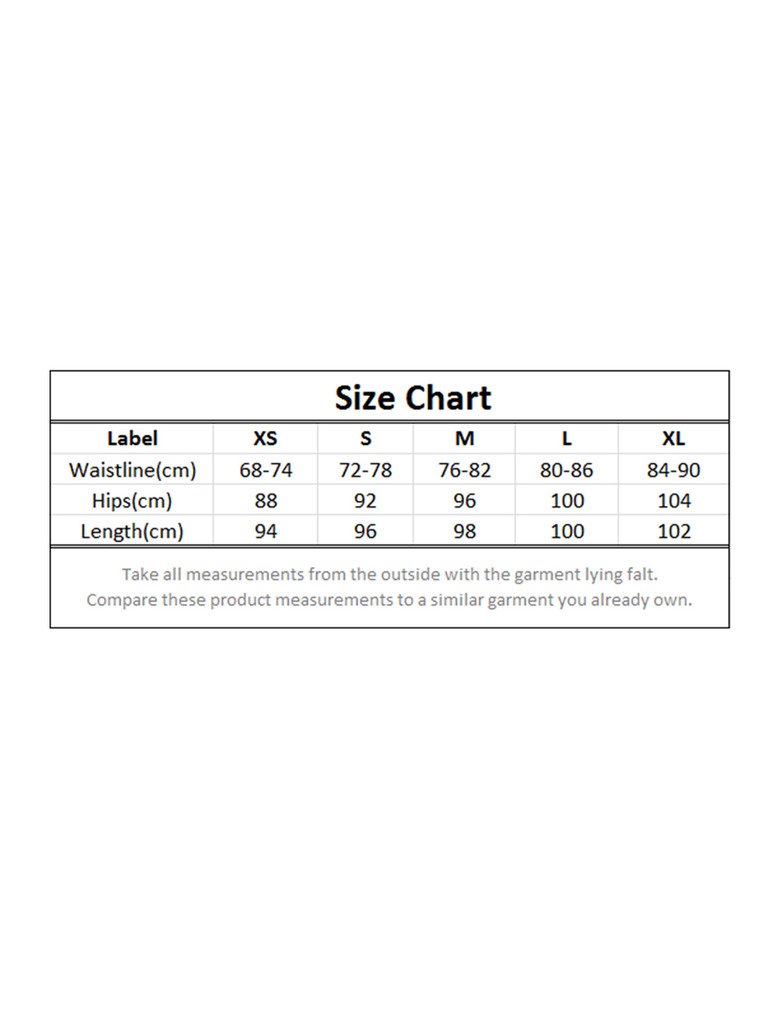 Size Chart
Label XS S M L XL
Waistline(cm) 68-74 72-78 76-82 80-86 84-90
Hips(cm) 88 92 96 100 104
Length(cm) 94 96 98 100 102
Take all measurements from the outside with the garment lying falt.
Compare these product measurements to a similar garment you already own.